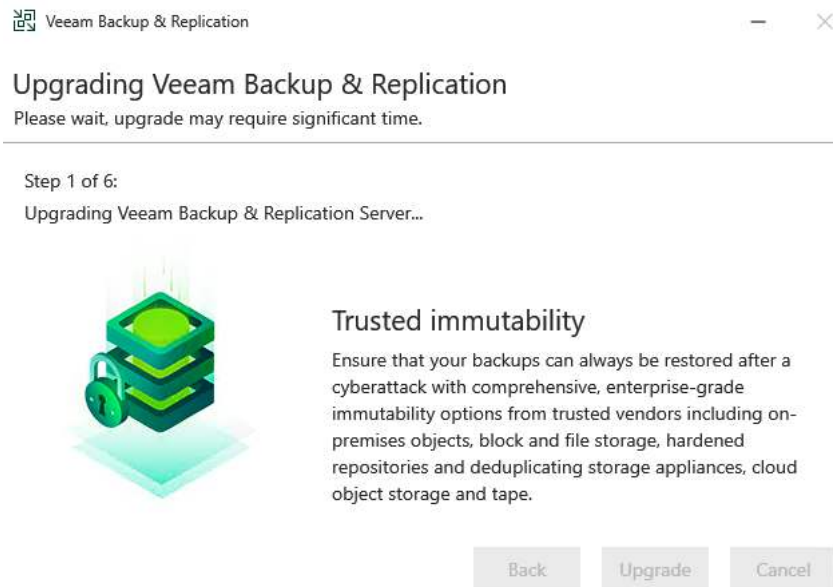 Veeam Backup & Replication
Upgrading Veeam Backup & Replication
Please wait, upgrade may require significant time.
Step 1 of 6:
Upgrading Veeam Backup & Replication Server...
Trusted immutability
Ensure that your backups can always be restored after a
cyberattack with comprehensive, enterprise-grade
immutability options from trusted vendors including on-
premises objects, block and file storage, hardened
repositories and deduplicating storage appliances, cloud
object storage and tape.
Back Upgrade Cancel